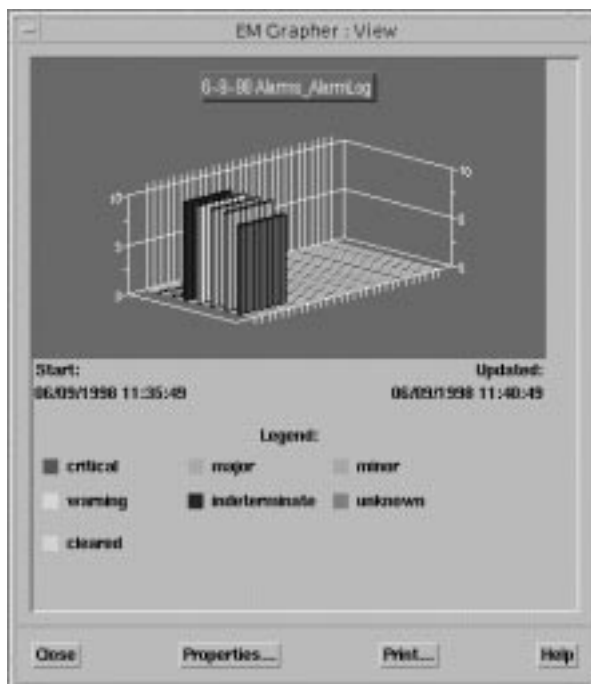 EM Grapher : View
6-9-98 Alarms_AlarmLog
10
5
0
10
5
0
Start:
Updated:
06/09/1998 11:35:49
06/09/1998 11:40:49
Legend:
critical
major
minor
warning
indeterminate
unknown
cleared
Close
Properties...
Print...
Help